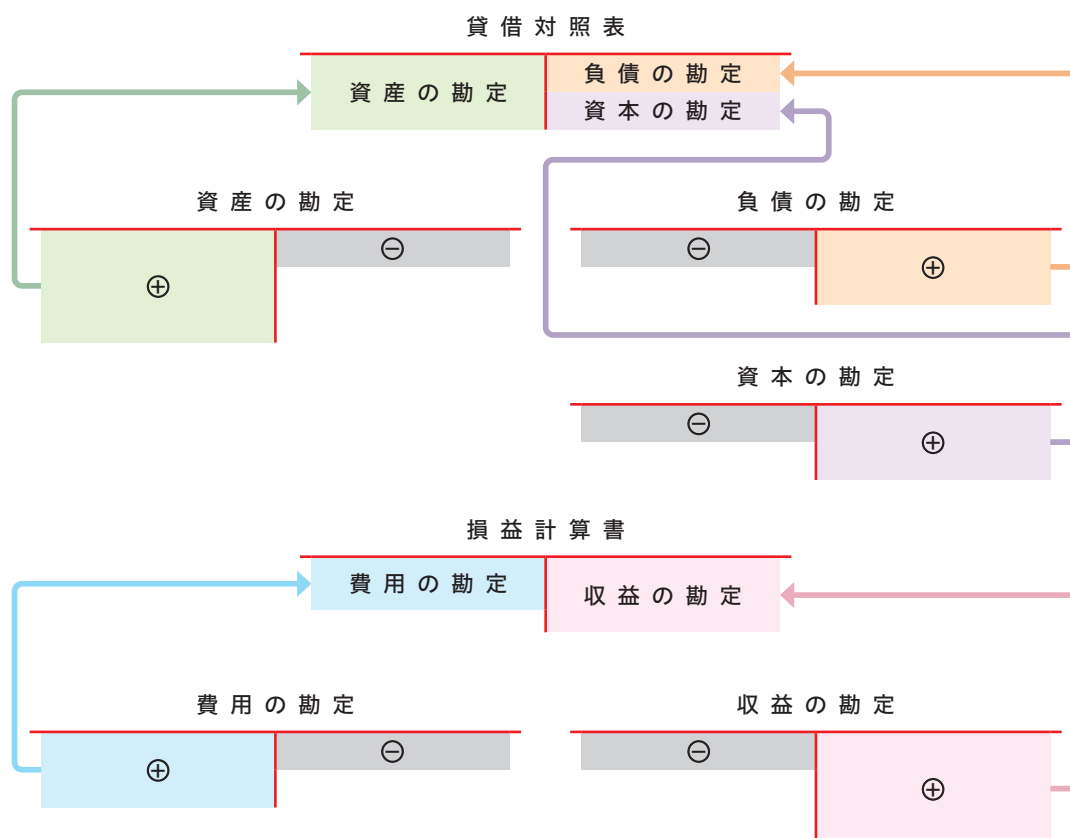 貸借対照表
資産の勘定
負債の勘定
資本の勘定
資産の勘定
⊕ ⊖
負債の勘定
⊖ ⊕
資本の勘定
⊖ ⊕
損益計算書
費用の勘定
収益の勘定
費用の勘定
⊕ ⊖
収益の勘定
⊖ ⊕